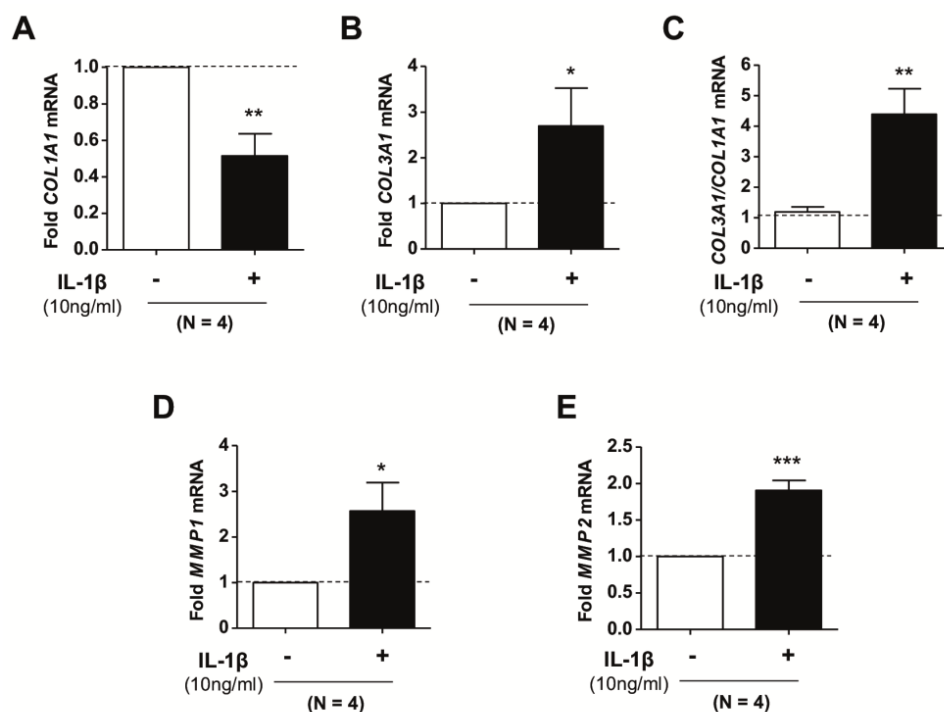 A
Fold COL1A1 mRNA
1.0
0.8
0.6
0.4
0.2
0.0
**
IL-1β - +
(10ng/ml)
(N = 4)
B
Fold COL3A1 mRNA
4
3
2
1
0
*
IL-1β - +
(10ng/ml)
(N = 4)
C
COL3A1/COL1A1 mRNA
6
5
4
3
2
1
0
**
IL-1β - +
(10ng/ml)
(N = 4)
D
Fold MMP1 mRNA
4
3
2
1
0
*
IL-1β - +
(10ng/ml)
(N = 4)
E
Fold MMP2 mRNA
2.5
2.0
1.5
1.0
0.5
0.0
***
IL-1β - +
(10ng/ml)
(N = 4)